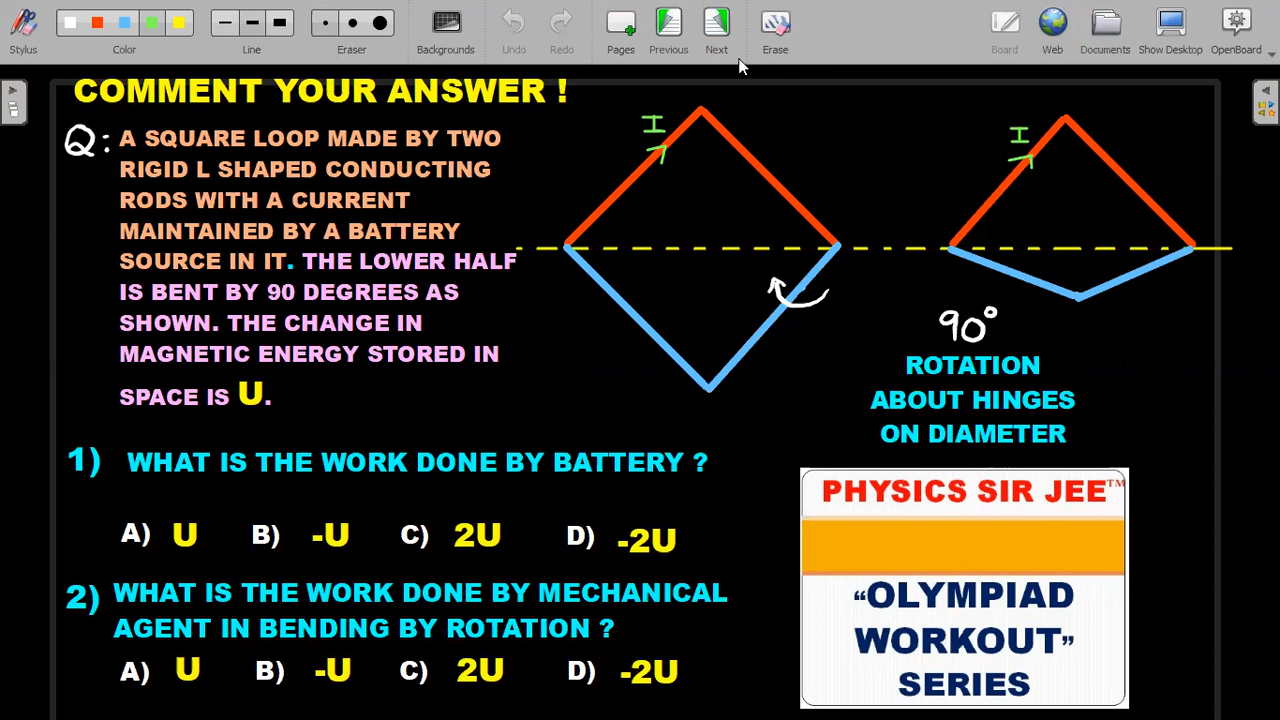 Stylus
Color
Line
Eraser
Backgrounds
Undo
Redo
Pages
Previous
Next
Erase
Board
Web
Documents
Show Desktop
OpenBoard
COMMENT YOUR ANSWER !
Q: A SQUARE LOOP MADE BY TWO
RIGID L SHAPED CONDUCTING
RODS WITH A CURRENT
MAINTAINED BY A BATTERY
SOURCE IN IT. THE LOWER HALF
IS BENT BY 90 DEGREES AS
SHOWN. THE CHANGE IN
MAGNETIC ENERGY STORED IN
SPACE IS U.
I
I
90°
ROTATION
ABOUT HINGES
ON DIAMETER
1) WHAT IS THE WORK DONE BY BATTERY ?
A) U B) -U C) 2U D) -2U
2) WHAT IS THE WORK DONE BY MECHANICAL
AGENT IN BENDING BY ROTATION ?
A) U B) -U C) 2U D) -2U
PHYSICS SIR JEE™
"OLYMPIAD
WORKOUT"
SERIES